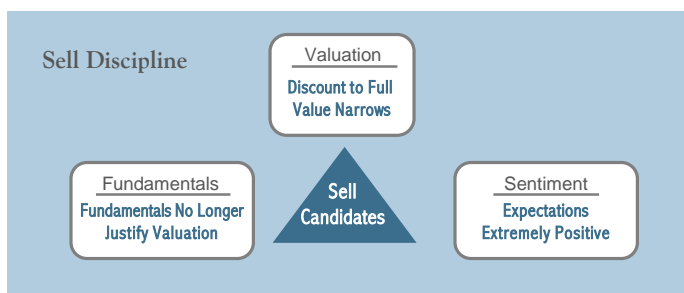 Sell Discipline
Valuation
Discount to Full
Value Narrows
Fundamentals
Fundamentals No Longer
Justify Valuation
Sell
Candidates
Sentiment
Expectations
Extremely Positive